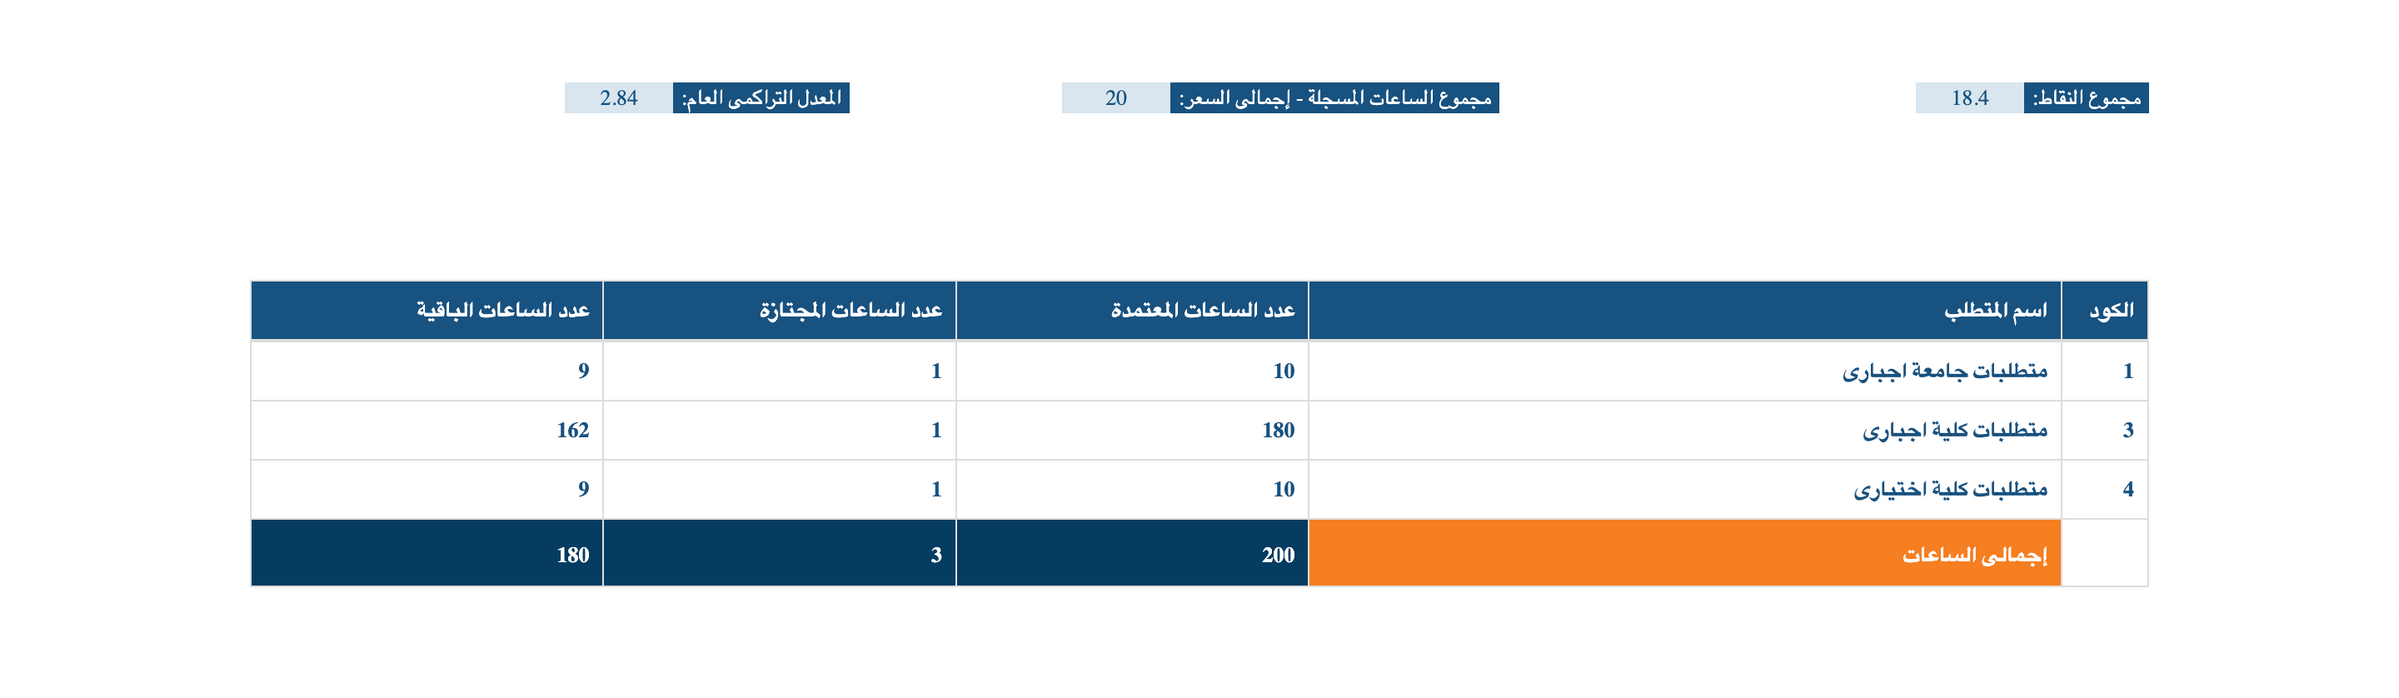 مجموع النقاط: 18.4 مجموع الساعات المسجلة - إجمالى السعر: 20 المعدل التراكمى العام: 2.84
الكود اسم المتطلب عدد الساعات المعتمدة عدد الساعات المجتازة عدد الساعات الباقية
1 متطلبات جامعة اجبارى 10 1 9
3 متطلبات كلية اجبارى 180 1 162
4 متطلبات كلية اختيارى 10 1 9
إجمالى الساعات 200 3 180